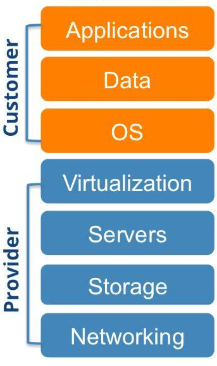 Customer
Applications
Data
OS
Provider
Virtualization
Servers
Storage
Networking